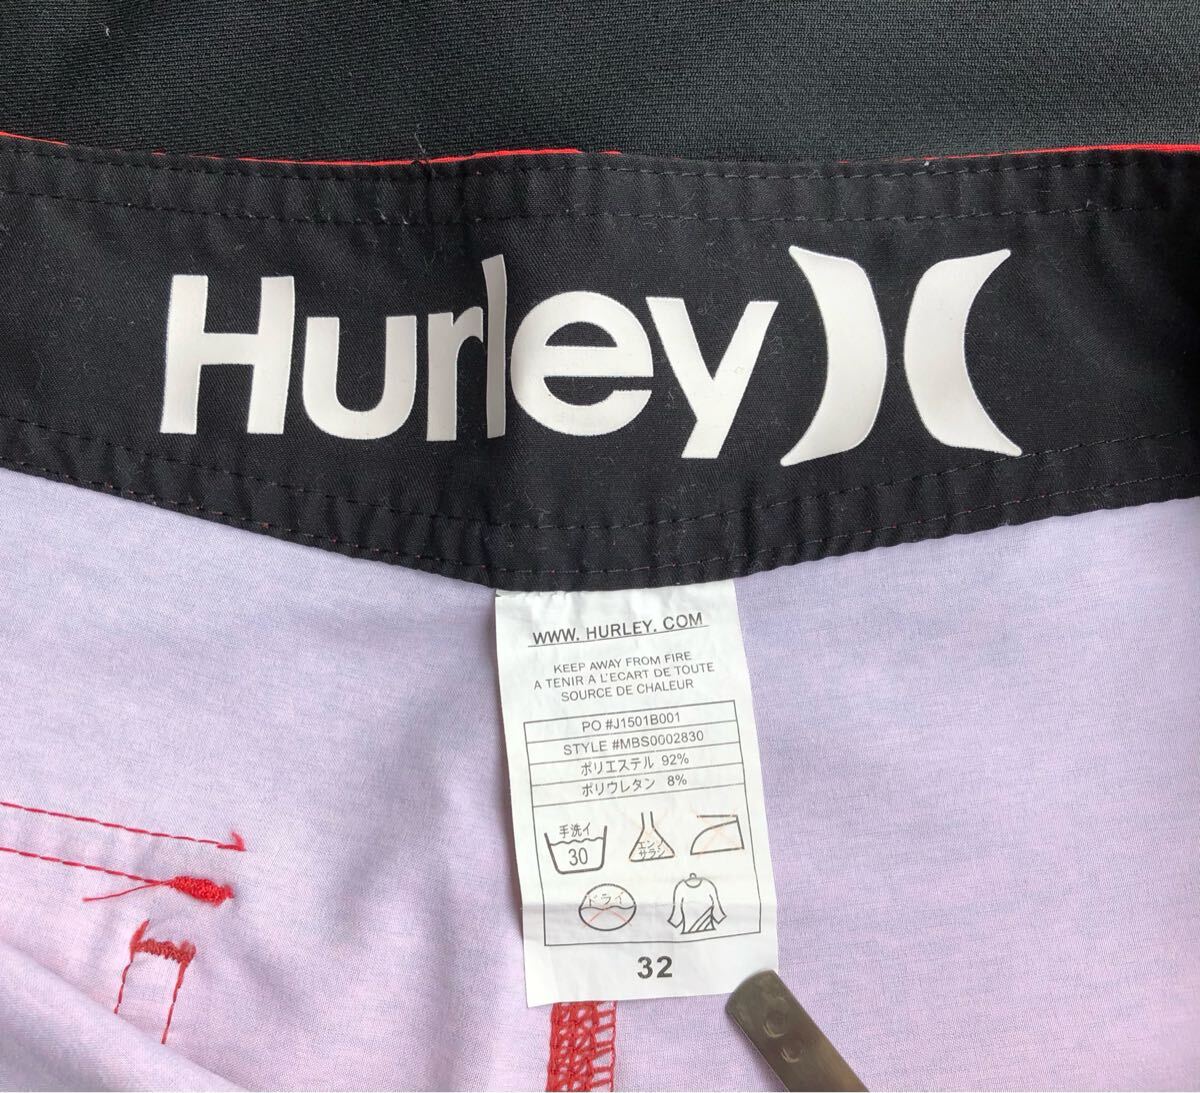 Hurley
WWW. HURLEY. COM
KEEP AWAY FROM FIRE
A TENIR A L'ECART DE TOUTE
SOURCE DE CHALEUR
PO #J1501B001
STYLE #MBS0002830
ポリエステル 92%
ポリウレタン 8%
手洗イ
30
エンソ
サラシ
ドライ
32